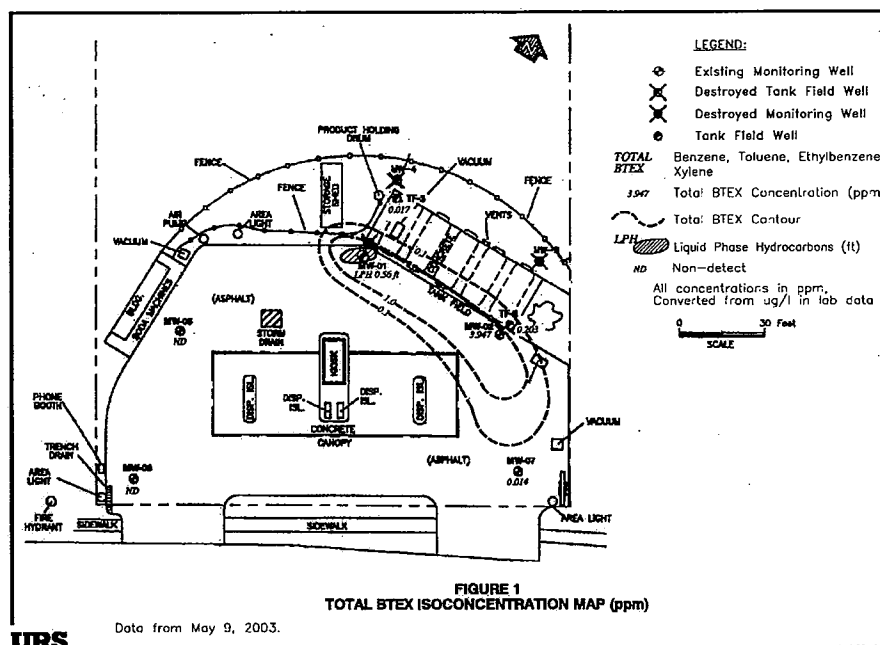 LEGEND:
Existing Monitoring Well
Destroyed Tank Field Well
Destroyed Monitoring Well
Tank Field Well
TOTAL BTEX
Benzene, Toluene, Ethylbenzene
Xylene
3.947
Total BTEX Concentration (ppm)
Total BTEX Contour
LPH
Liquid Phase Hydrocarbons (ft)
ND
Non-detect
All concentrations in ppm,
Converted from ug/l in lab data
0 30 Feet
SCALE
PRODUCT HOLDING
DRUM
MW-4
VACUUM
FENCE
FENCE
FENCE
STORAGE
SHED
TF-3
0.017
VENTS
AIR
PUMP
AREA
LIGHT
VACUUM
0.1
MW-01
LPH 0.56 ft
TANK FIELD
BLDG.
SODA MACHINES
(ASPHALT)
MW-05
ND
STORM
DRAIN
1.0
0.1
MW-02
3.947
0.203
KIOSK
DISP. ISL.
DISP.
ISL.
DISP.
ISL.
DISP. ISL.
CONCRETE
CANOPY
PHONE
BOOTH
TRENCH
DRAIN
AREA
LIGHT
MW-06
ND
(ASPHALT)
MW-07
0.014
VACUUM
FIRE
HYDRANT
SIDEWALK
SIDEWALK
AREA LIGHT
FIGURE 1
TOTAL BTEX ISOCONCENTRATION MAP (ppm)
Data from May 9, 2003.
URS